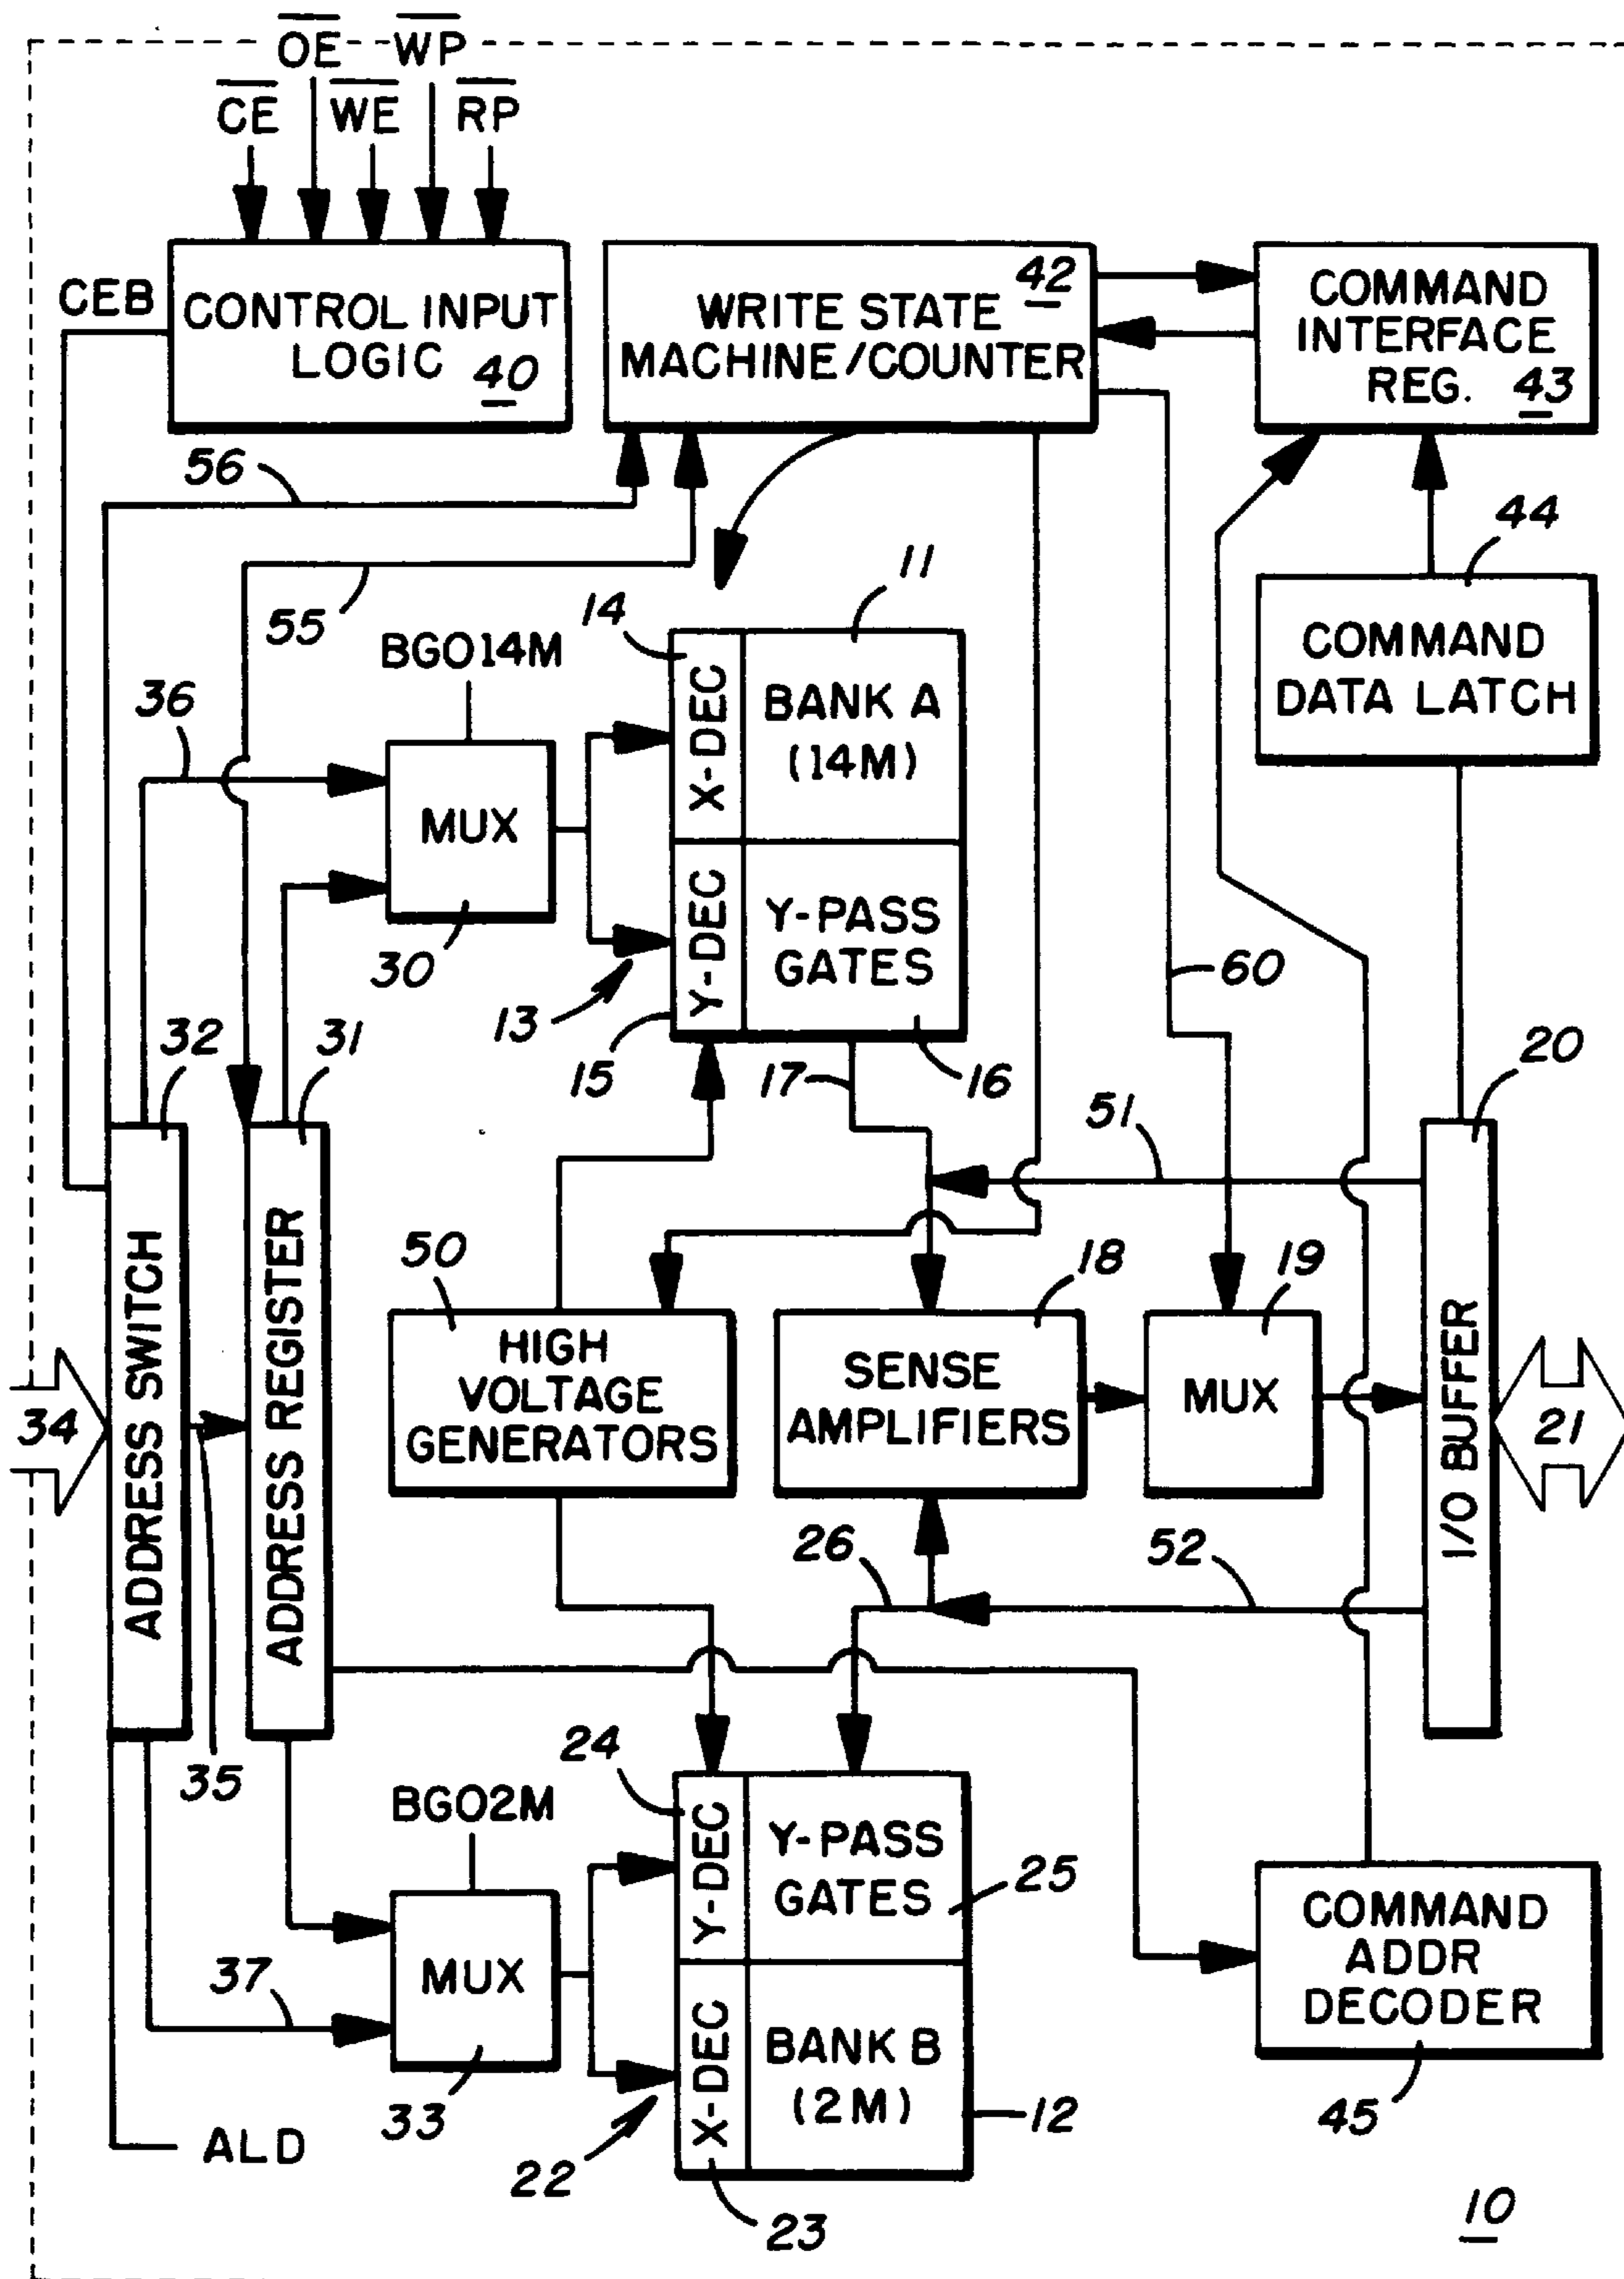 OE WP
CE WE RP
CEB
CONTROL INPUT
LOGIC 40
42
WRITE STATE
MACHINE/COUNTER
COMMAND
INTERFACE
REG. 43
56
55
44
COMMAND
DATA LATCH
11
14
BGO14M
36
X-DEC
BANK A
(14M)
MUX
30
Y-DEC
Y-PASS
GATES
13
15
17
16
60
32
31
20
51
50
18
19
ADDRESS SWITCH
ADDRESS REGISTER
HIGH
VOLTAGE
GENERATORS
SENSE
AMPLIFIERS
MUX
I/O BUFFER
34
21
26
52
35
24
BGO2M
Y-DEC
Y-PASS
GATES
25
37
MUX
33
X-DEC
BANK B
(2M)
12
COMMAND
ADDR
DECODER
45
ALD
22
23
10